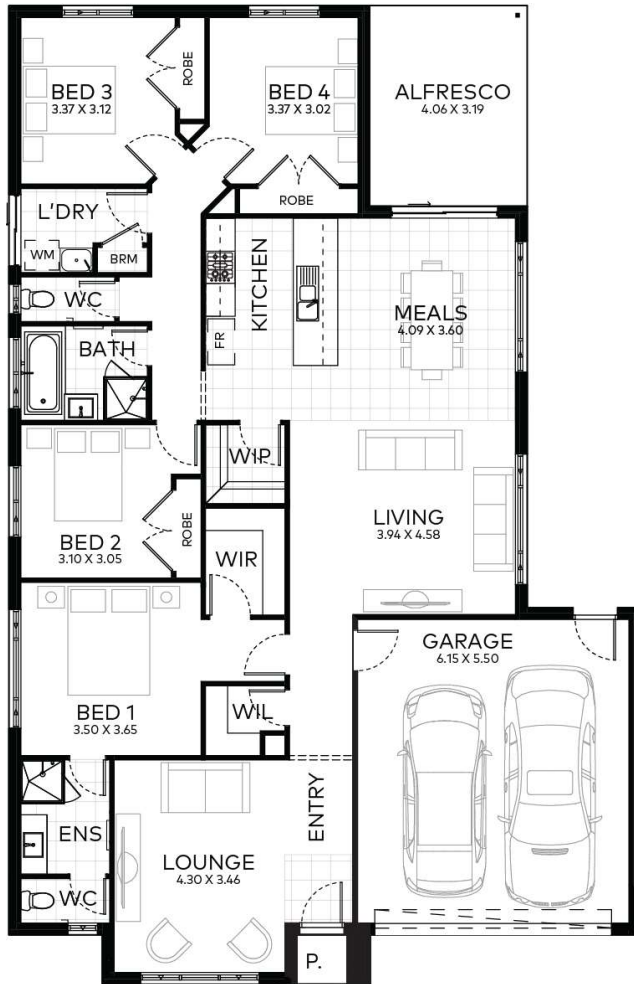 BED 3
3.37 X 3.12
ROBE
BED 4
3.37 X 3.02
ROBE
ALFRESCO
4.06 X 3.19
L'DRY
WM
BRM
WC
BATH
KITCHEN
FR
MEALS
4.09 X 3.60
WIP
LIVING
3.94 X 4.58
BED 2
3.10 X 3.05
ROBE
WIR
GARAGE
6.15 X 5.50
BED 1
3.50 X 3.65
WIL
ENS
WC
LOUNGE
4.30 X 3.46
ENTRY
P.